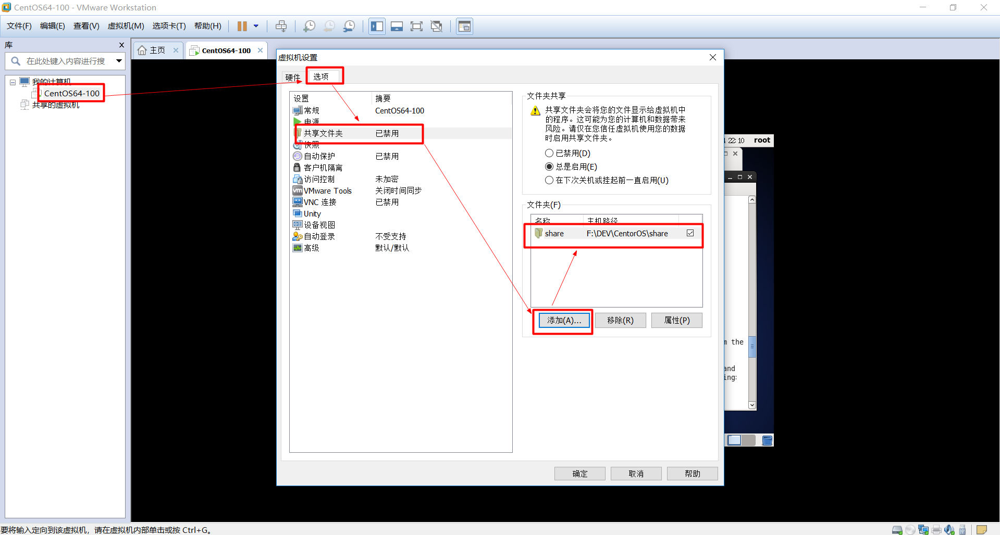 CentOS64-100 - VMware Workstation
文件(F) 编辑(E) 查看(V) 虚拟机(M) 选项卡(T) 帮助(H)
库
在此处键入内容进行搜
我的计算机
CentOS64-100
共享的虚拟机
主页
CentOS64-100
虚拟机设置
硬件
选项
设置 摘要
常规 CentOS64-100
电源
共享文件夹 已禁用
快照
自动保护 已禁用
客户机隔离
访问控制 未加密
VMware Tools 关闭时间同步
VNC 连接 已禁用
Unity
设备视图
自动登录 不受支持
高级 默认/默认
文件夹共享
共享文件夹会将您的文件显示给虚拟机中
的程序。这可能为您的计算机和数据带来
风险。请仅在您信任虚拟机使用您的数据
时启用共享文件夹。
已禁用(D)
总是启用(E)
在下次关机或挂起前一直启用(U)
文件夹(F)
名称 主机路径
share F:\DEV\CentorOS\share
添加(A)... 移除(R) 属性(P)
确定 取消 帮助
22:10 root
the
and
ing:
要将输入定向到该虚拟机，请在虚拟机内部单击或按 Ctrl+G。